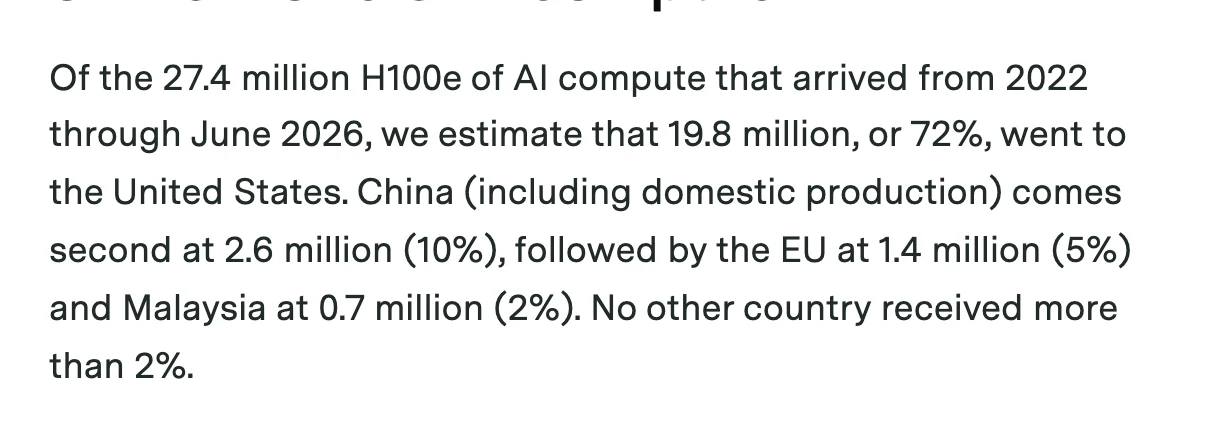 Of the 27.4 million H100e of AI compute that arrived from 2022
through June 2026, we estimate that 19.8 million, or 72%, went to
the United States. China (including domestic production) comes
second at 2.6 million (10%), followed by the EU at 1.4 million (5%)
and Malaysia at 0.7 million (2%). No other country received more
than 2%.